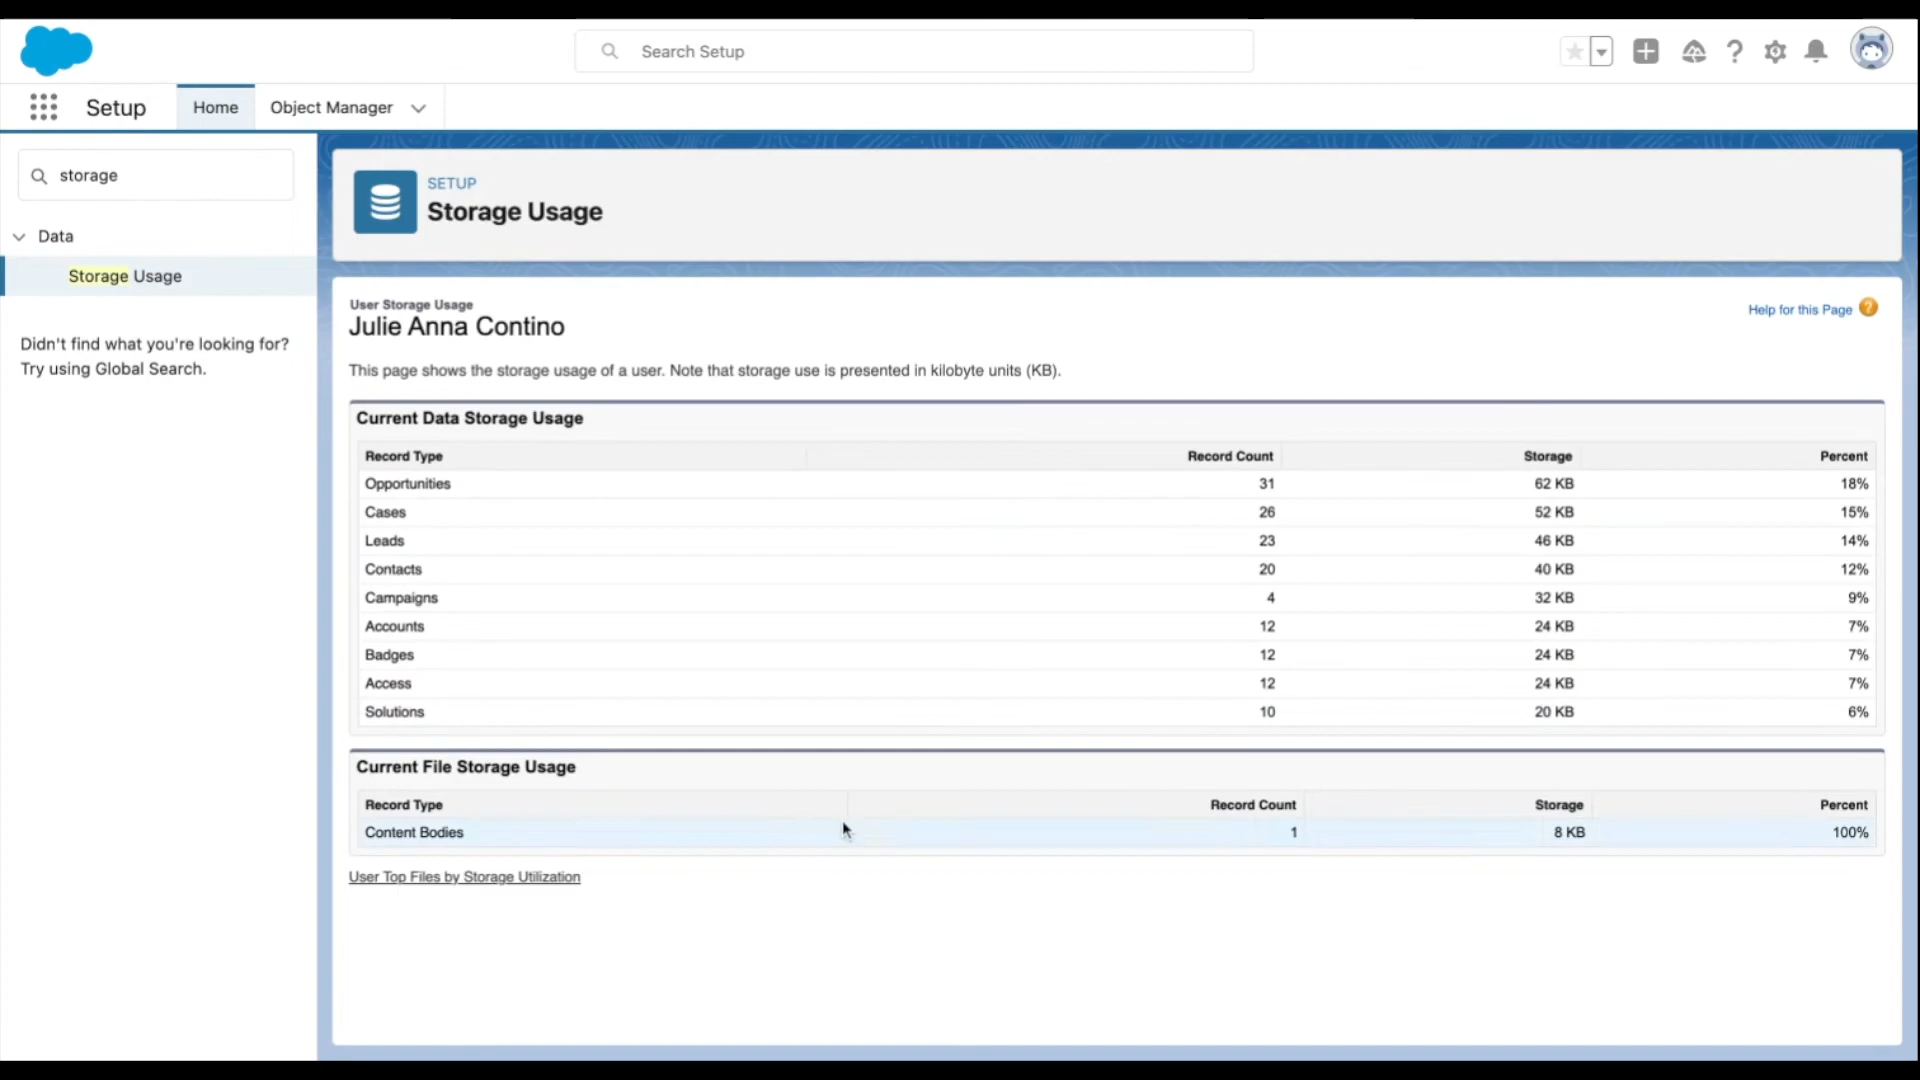 Search Setup
Setup
Home
Object Manager
storage
Data
Storage Usage
Didn't find what you're looking for?
Try using Global Search.
SETUP
Storage Usage
User Storage Usage
Julie Anna Contino
Help for this Page ?
This page shows the storage usage of a user. Note that storage use is presented in kilobyte units (KB).
Current Data Storage Usage
Record Type Record Count Storage Percent
Opportunities 31 62 KB 18%
Cases 26 52 KB 15%
Leads 23 46 KB 14%
Contacts 20 40 KB 12%
Campaigns 4 32 KB 9%
Accounts 12 24 KB 7%
Badges 12 24 KB 7%
Access 12 24 KB 7%
Solutions 10 20 KB 6%
Current File Storage Usage
Record Type Record Count Storage Percent
Content Bodies 1 8 KB 100%
User Top Files by Storage Utilization